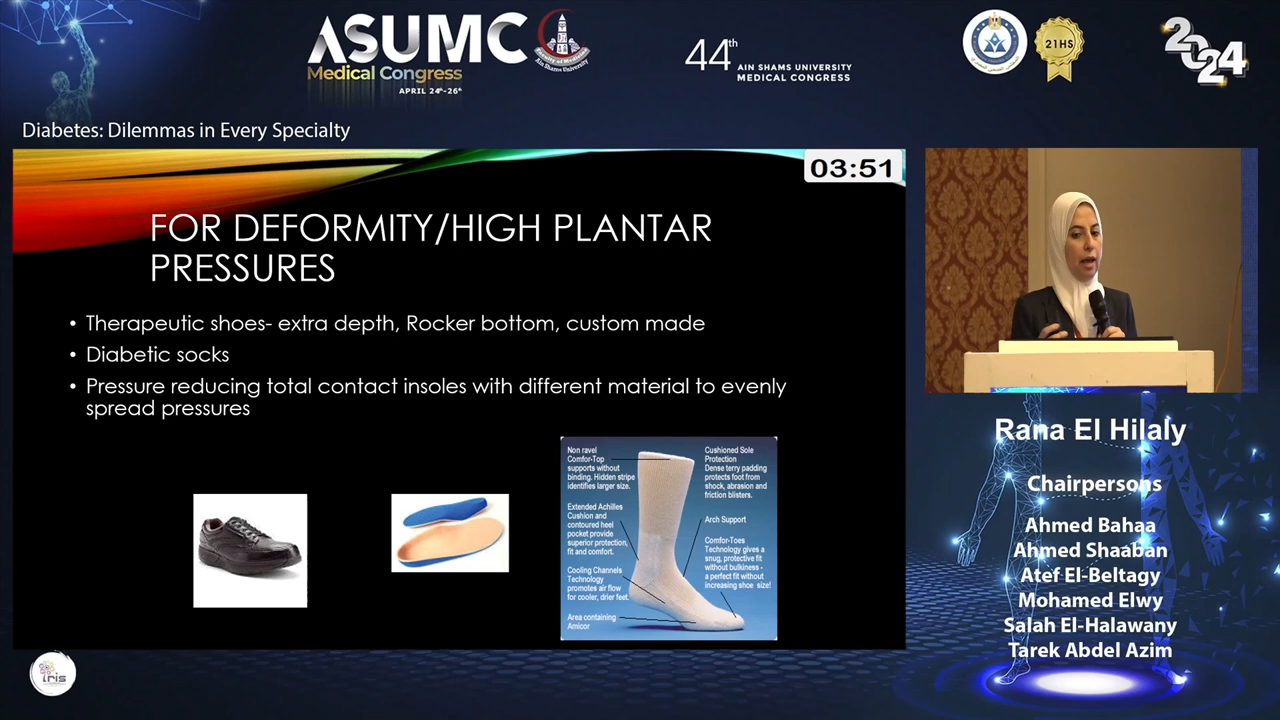 ASUMC
Medical Congress
APRIL 24th-26th
44th
AIN SHAMS UNIVERSITY
MEDICAL CONGRESS
21HS
2024
Diabetes: Dilemmas in Every Specialty
03:51
FOR DEFORMITY/HIGH PLANTAR
PRESSURES
• Therapeutic shoes- extra depth, Rocker bottom, custom made
• Diabetic socks
• Pressure reducing total contact insoles with different material to evenly
spread pressures
Non ravel
Comfor-Top
supports without
binding. Hidden stripe
identifies larger size.
Extended Achilles
Cushion and
contoured heel
pocket provide
superior protection,
fit and comfort.
Cooling Channels
Technology
promotes air flow
for cooler, drier feet.
Area containing
Amicor
Cushioned Sole
Protection
Dense terry padding
protects foot from
shock, abrasion and
friction blisters.
Arch Support
Comfor-Toes
Technology gives a
snug, protective fit
without bulkiness -
a perfect fit without
increasing shoe size!
Rana El Hilaly
Chairpersons
Ahmed Bahaa
Ahmed Shaaban
Atef El-Beltagy
Mohamed Elwy
Salah El-Halawany
Tarek Abdel Azim
iris